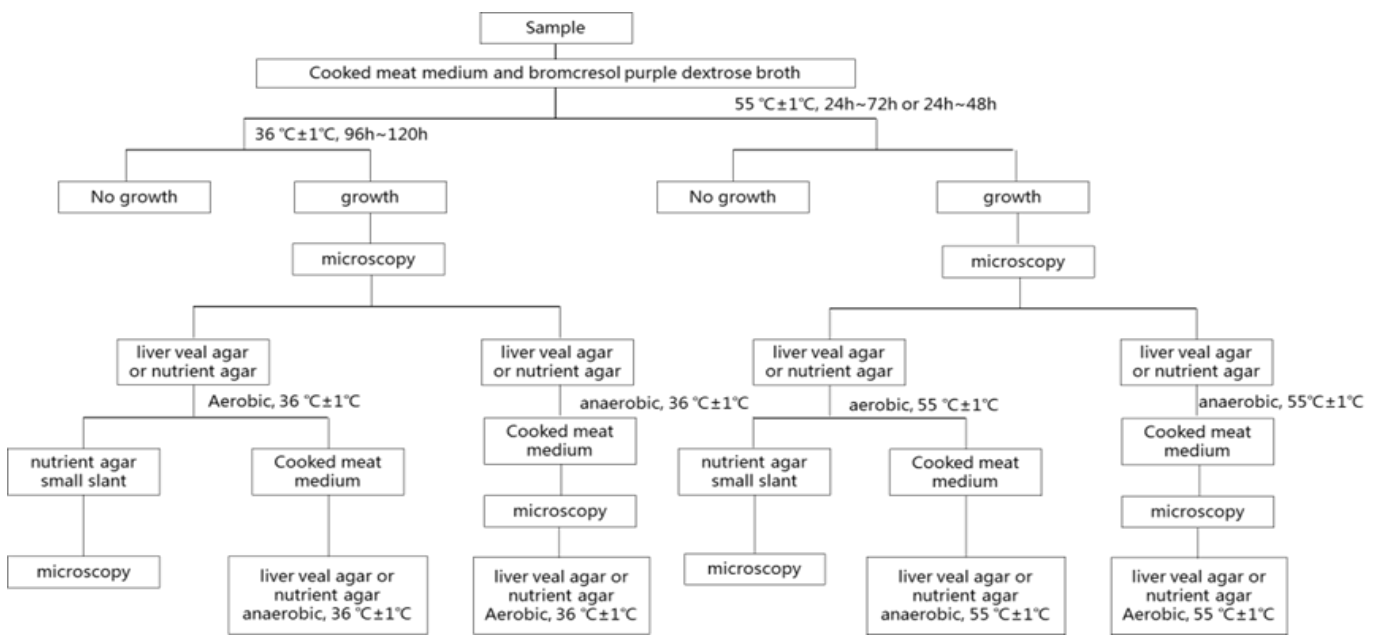 Sample
Cooked meat medium and bromcresol purple dextrose broth
55 ℃±1℃, 24h~72h or 24h~48h
36 ℃±1℃, 96h~120h
No growth
growth
No growth
growth
microscopy
microscopy
liver veal agar
or nutrient agar
liver veal agar
or nutrient agar
liver veal agar
or nutrient agar
liver veal agar
or nutrient agar
Aerobic, 36 ℃±1℃
anaerobic, 36 ℃±1℃
aerobic, 55 ℃±1℃
anaerobic, 55℃±1℃
nutrient agar
small slant
Cooked meat
medium
Cooked meat
medium
nutrient agar
small slant
Cooked meat
medium
Cooked meat
medium
microscopy
microscopy
microscopy
liver veal agar or
nutrient agar
anaerobic, 36 ℃±1℃
liver veal agar or
nutrient agar
Aerobic, 36 ℃±1℃
microscopy
liver veal agar or
nutrient agar
anaerobic, 55 ℃±1℃
liver veal agar or
nutrient agar
Aerobic, 55 ℃±1℃